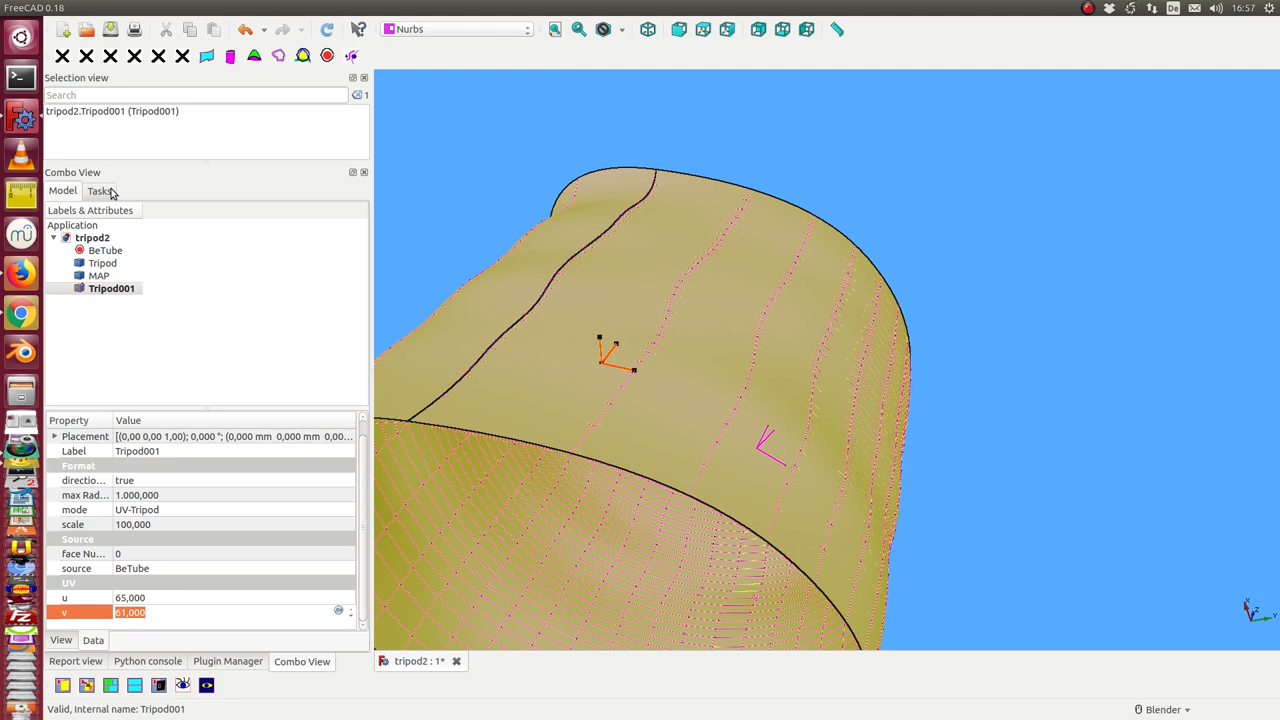 FreeCAD 0.18
De
16:57
Nurbs
Selection view
Search
1
tripod2.Tripod001 (Tripod001)
Combo View
Model
Tasks
Labels & Attributes
Application
tripod2
BeTube
Tripod
MAP
Tripod001
Property
Value
Placement
[(0,00 0,00 1,00); 0,000 °; (0,000 mm 0,000 mm 0,00...
Label
Tripod001
Format
directio...
true
max Rad...
1.000,000
mode
UV-Tripod
scale
100,000
Source
face Nu...
0
source
BeTube
UV
u
65,000
v
61,000
View
Data
Report view
Python console
Plugin Manager
Combo View
tripod2 : 1*
Valid, Internal name: Tripod001
Blender